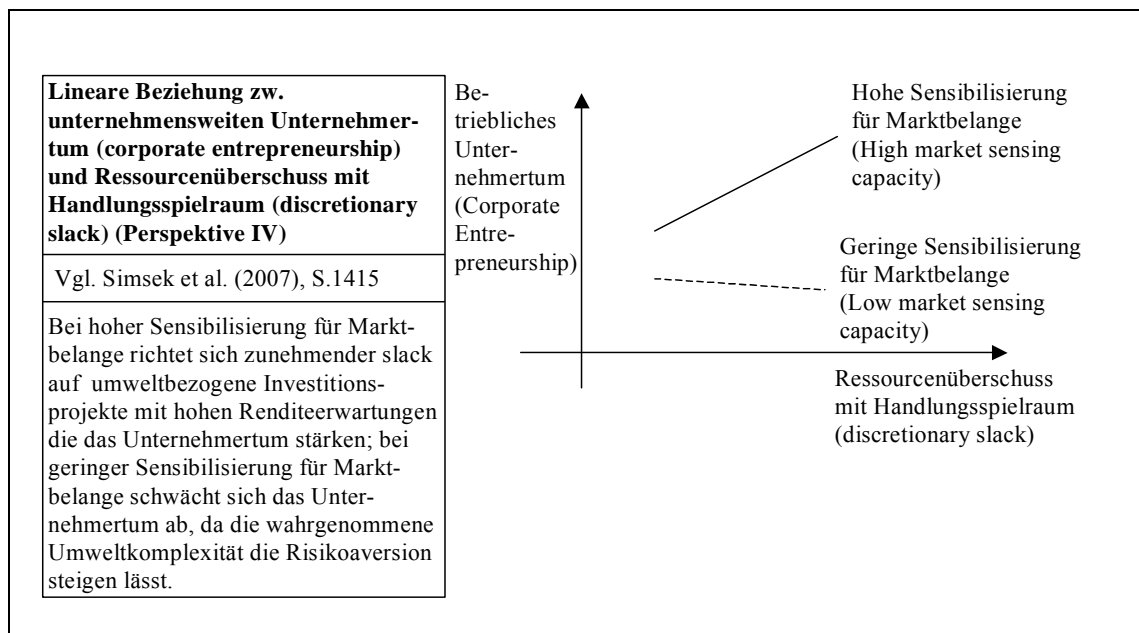 Lineare Beziehung zw.
unternehmensweiten Unternehmer-
tum (corporate entrepreneurship)
und Ressourcenüberschuss mit
Handlungsspielraum (discretionary
slack) (Perspektive IV)
Vgl. Simsek et al. (2007), S.1415
Bei hoher Sensibilisierung für Markt-
belange richtet sich zunehmender slack
auf umweltbezogene Investitions-
projekte mit hohen Renditeerwartungen
die das Unternehmertum stärken; bei
geringer Sensibilisierung für Markt-
belange schwächt sich das Unter-
nehmertum ab, da die wahrgenommene
Umweltkomplexität die Risikoaversion
steigen lässt.
Be-
triebliches
Unter-
nehmertum
(Corporate
Entre-
preneurship)
Hohe Sensibilisierung
für Marktbelange
(High market sensing
capacity)
Geringe Sensibilisierung
für Marktbelange
(Low market sensing
capacity)
Ressourcenüberschuss
mit Handlungsspielraum
(discretionary slack)